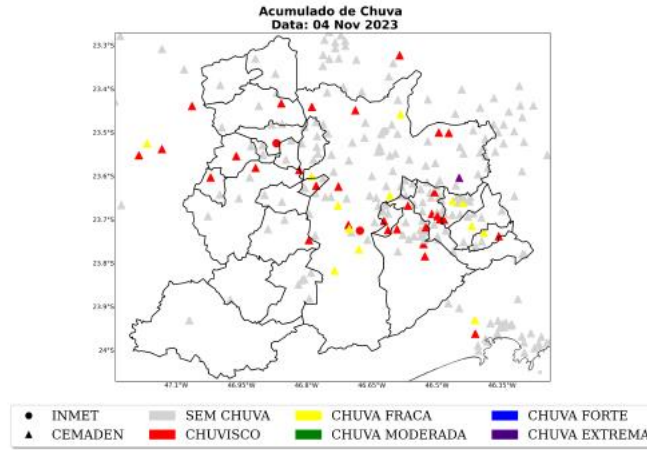 Acumulado de Chuva
Data: 04 Nov 2023
23.3°S
23.4°S
23.5°S
23.6°S
23.7°S
23.8°S
23.9°S
24°S
47.1°W
46.95°W
46.8°W
46.65°W
46.5°W
46.35°W
INMET
SEM CHUVA
CHUVA FRACA
CHUVA FORTE
CEMADEN
CHUVISCO
CHUVA MODERADA
CHUVA EXTREMA